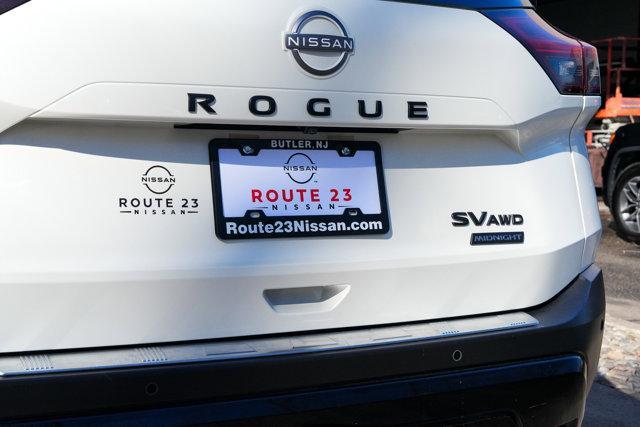 NISSAN
ROGUE
BUTLER, NJ
NISSAN
ROUTE 23
NISSAN
Route23Nissan.com
NISSAN
ROUTE 23
NISSAN
SV AWD
MIDNIGHT